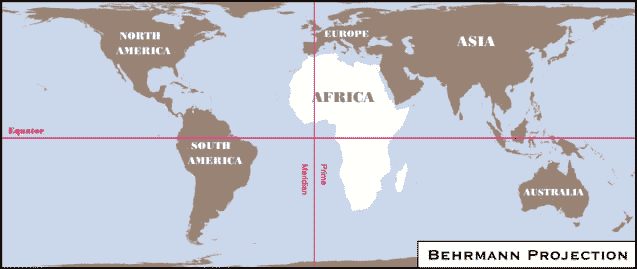 NORTH
AMERICA
EUROPE
ASIA
AFRICA
Equator
SOUTH
AMERICA
Prime
Meridian
AUSTRALIA
BEHRMANN PROJECTION